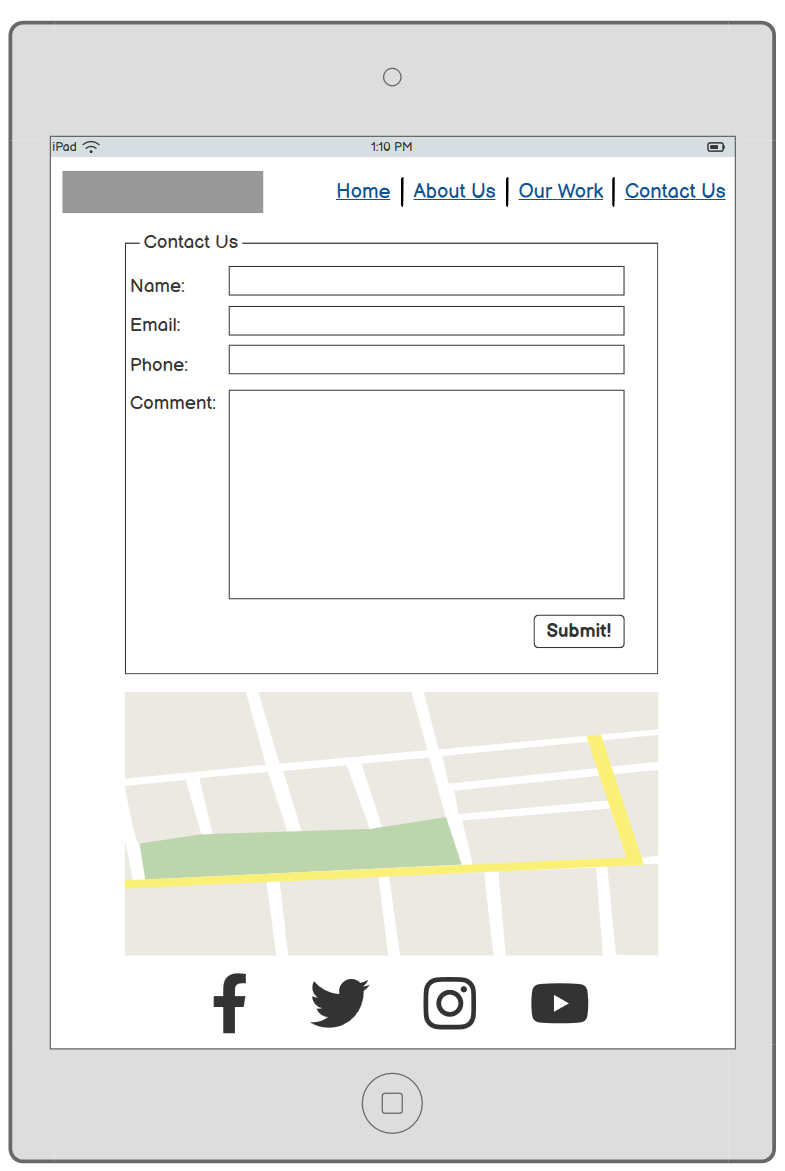 iPad 1:10 PM
Home About Us Our Work Contact Us
Contact Us
Name:
Email:
Phone:
Comment:
Submit!